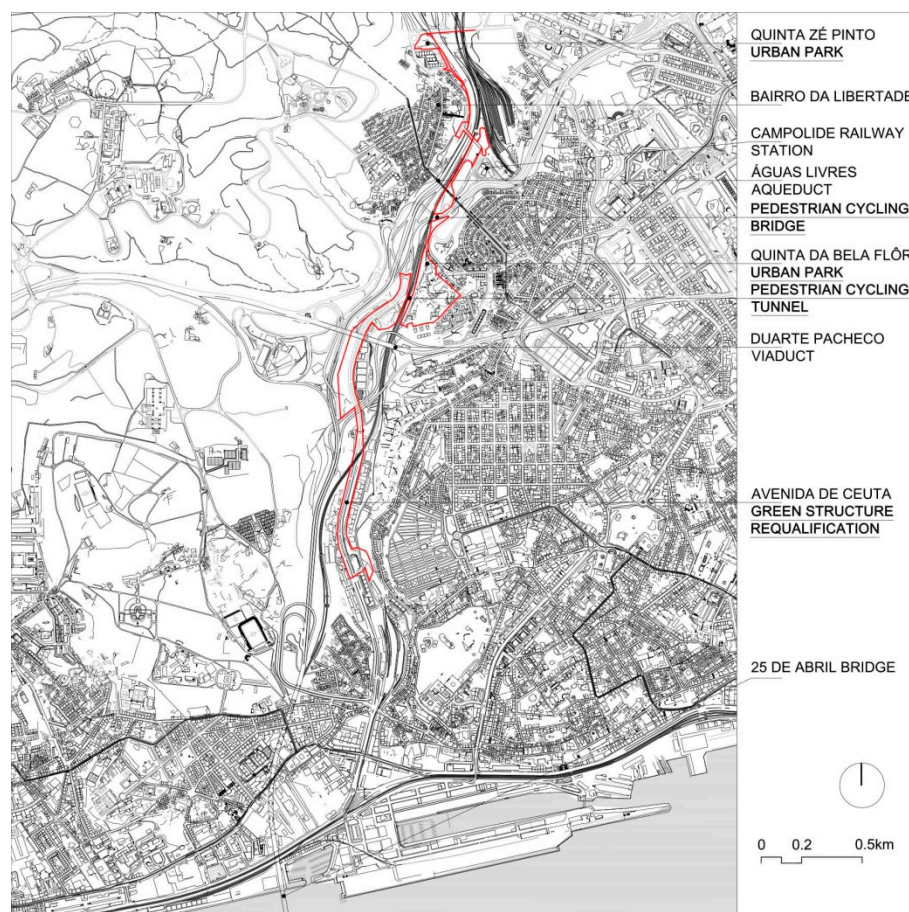 QUINTA ZÉ PINTO
URBAN PARK
BAIRRO DA LIBERTADE
CAMPOLIDE RAILWAY
STATION
ÁGUAS LIVRES
AQUEDUCT
PEDESTRIAN CYCLING
BRIDGE
QUINTA DA BELA FLÔR
URBAN PARK
PEDESTRIAN CYCLING
TUNNEL
DUARTE PACHECO
VIADUCT
AVENIDA DE CEUTA
GREEN STRUCTURE
REQUALIFICATION
25 DE ABRIL BRIDGE
0 0.2 0.5km